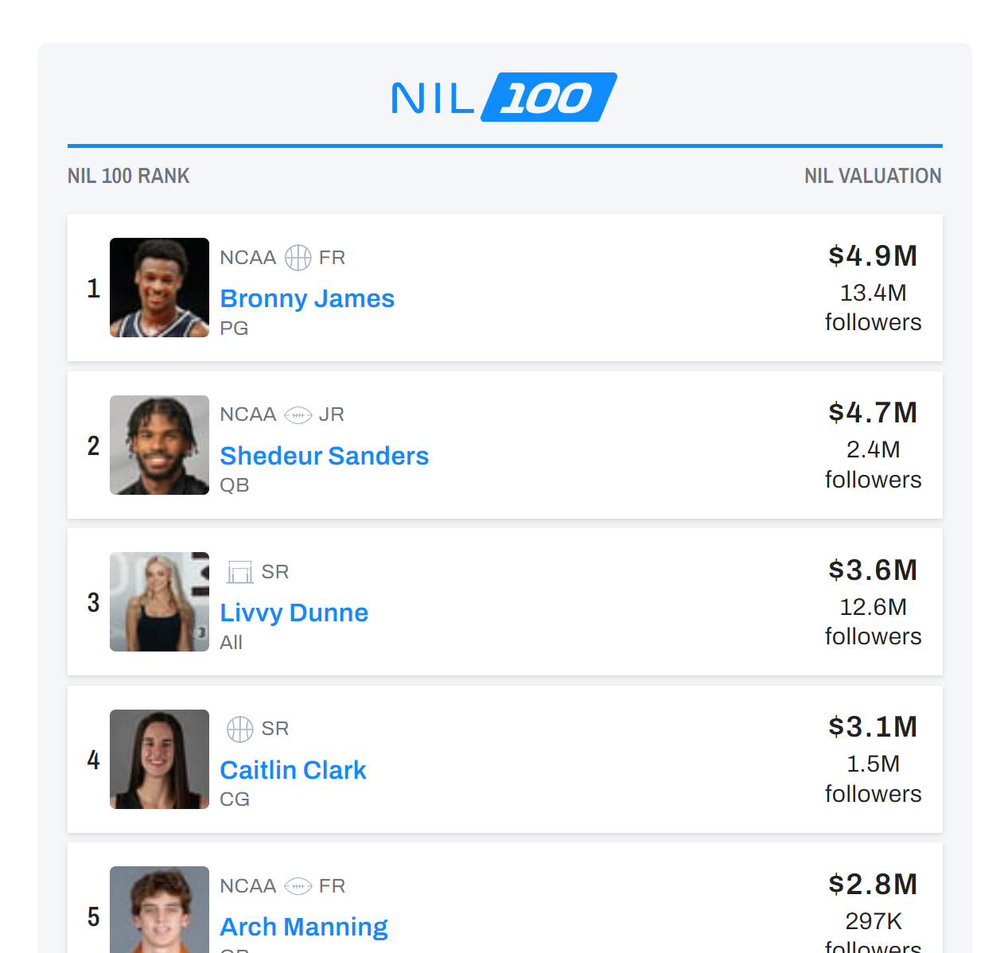 NIL 100
NIL 100 RANK
NIL VALUATION
1
NCAA FR
Bronny James
PG
$4.9M
13.4M
followers
2
NCAA JR
Shedeur Sanders
QB
$4.7M
2.4M
followers
3
SR
Livvy Dunne
All
$3.6M
12.6M
followers
4
SR
Caitlin Clark
CG
$3.1M
1.5M
followers
5
NCAA FR
Arch Manning
QB
$2.8M
297K
followers